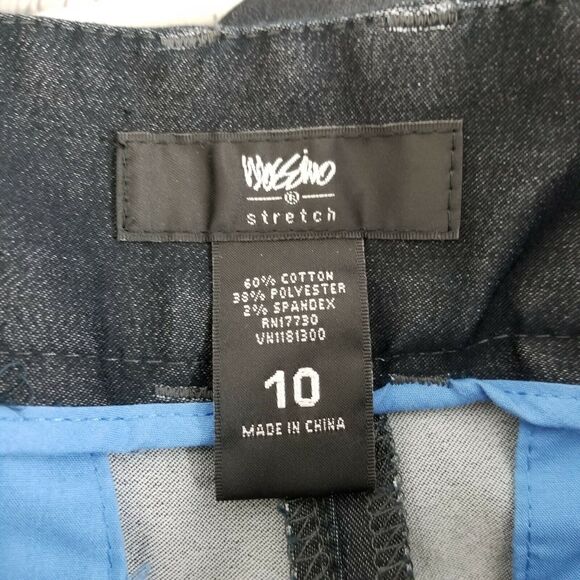 Mossimo
®
stretch
60% COTTON
38% POLYESTER
2% SPANDEX
RN17730
VN1181300
10
MADE IN CHINA